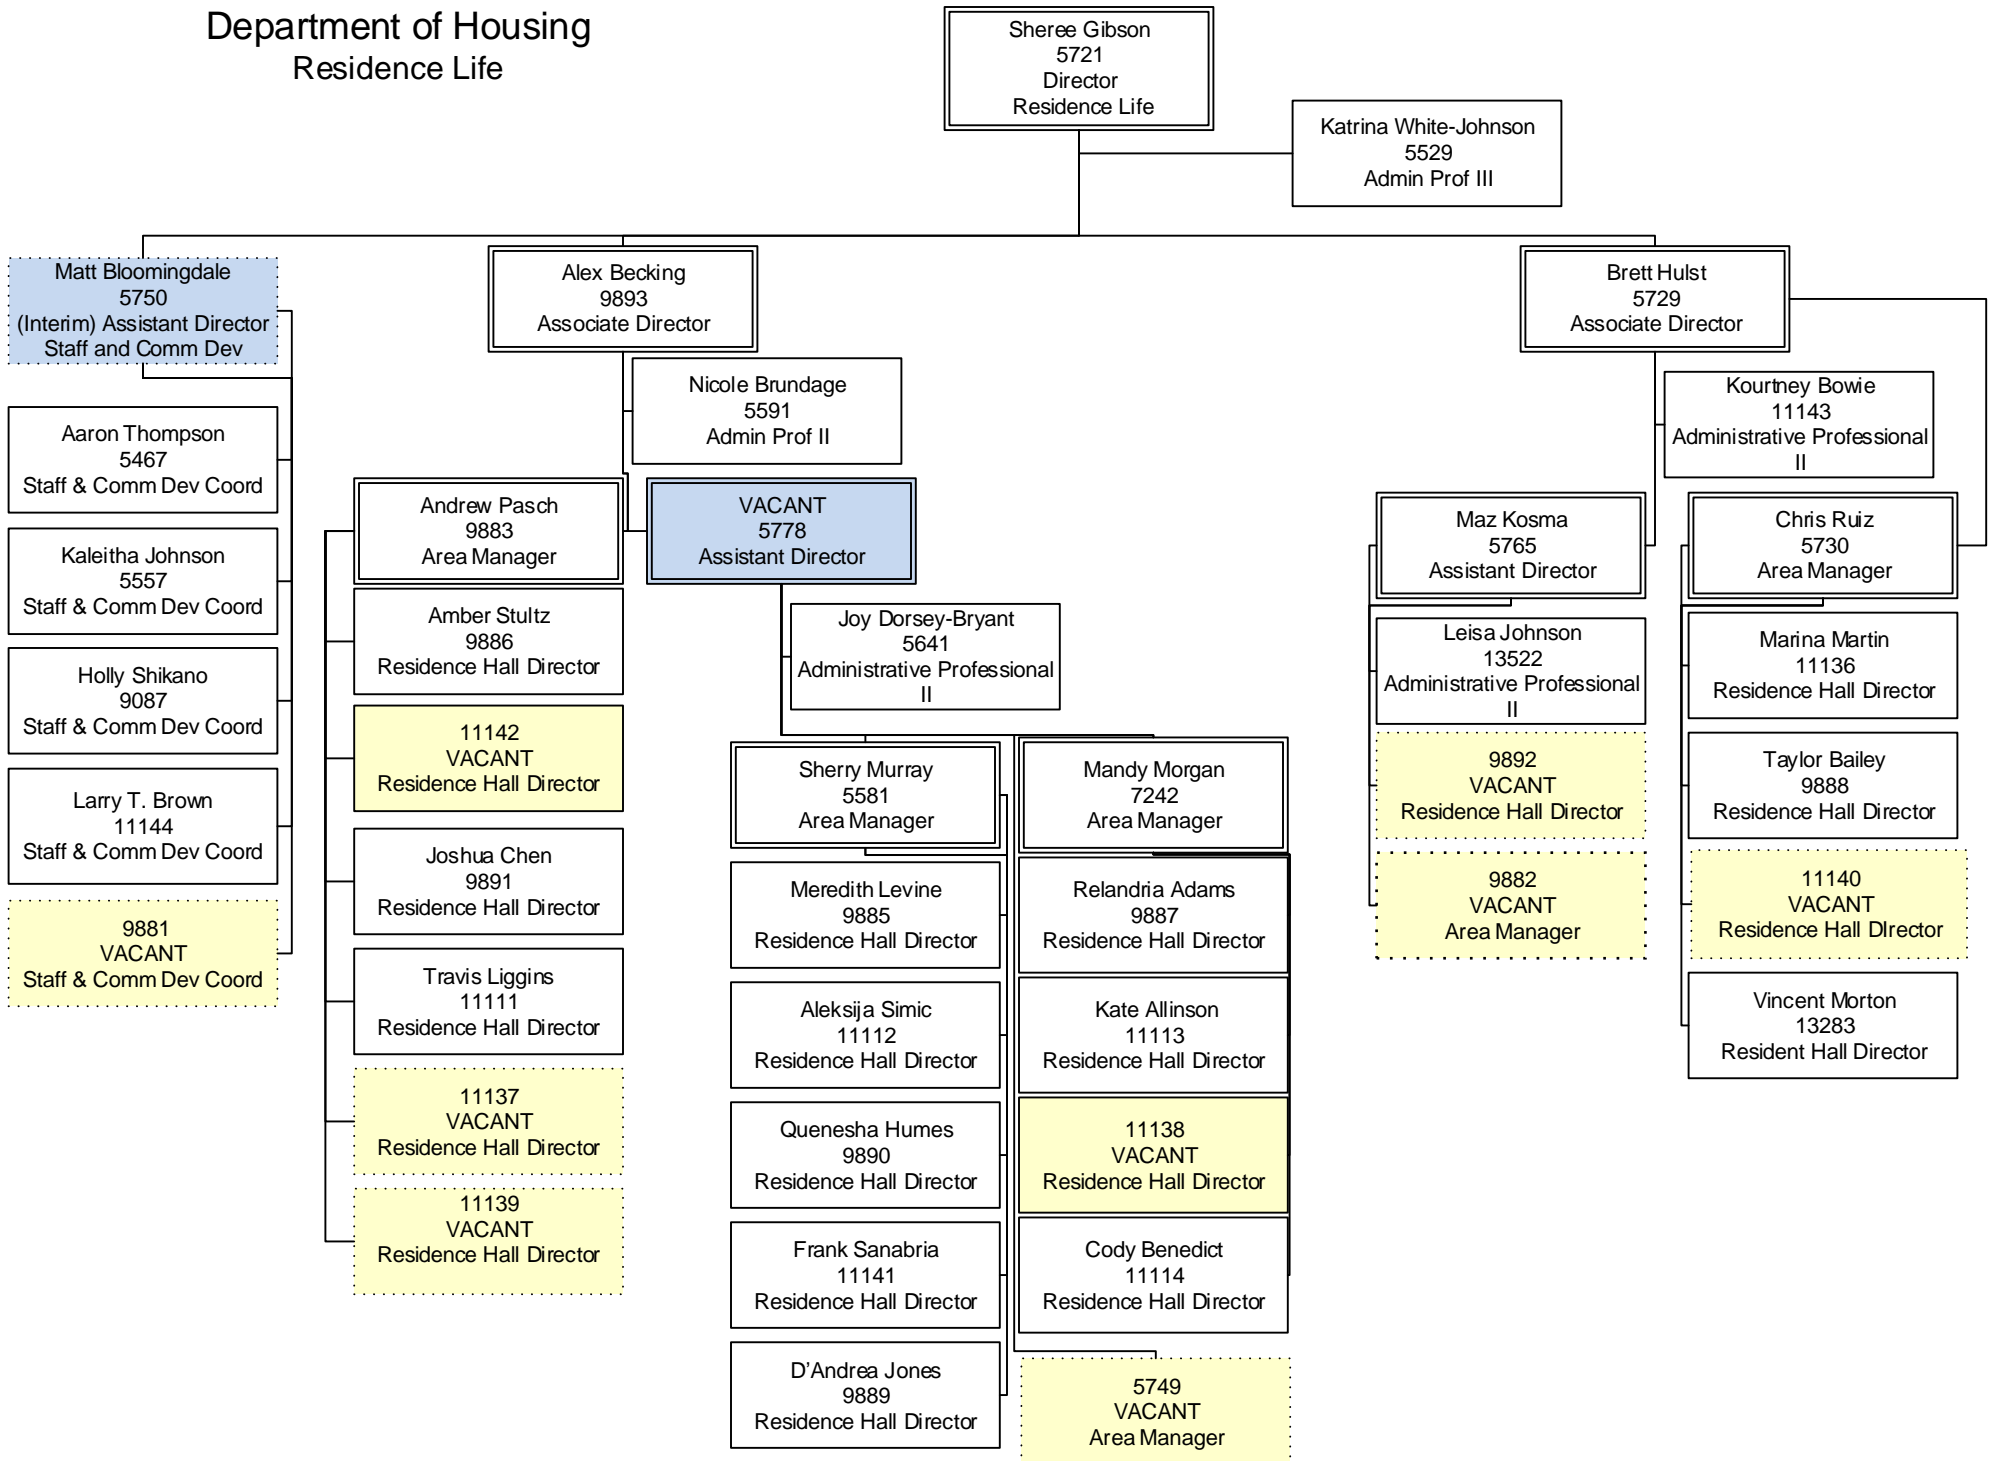 Department of Housing
Residence Life
Sheree Gibson
5721
Director
Residence Life
Katrina White-Johnson
5529
Admin Prof III
Matt Bloomingdale
5750
(Interim) Assistant Director
Staff and Comm Dev
Alex Becking
9893
Associate Director
Brett Hulst
5729
Associate Director
Nicole Brundage
5591
Admin Prof II
Kourtney Bowie
11143
Administrative Professional
II
Aaron Thompson
5467
Staff & Comm Dev Coord
Kaleitha Johnson
5557
Staff & Comm Dev Coord
Holly Shikano
9087
Staff & Comm Dev Coord
Larry T. Brown
11144
Staff & Comm Dev Coord
9881
VACANT
Staff & Comm Dev Coord
Andrew Pasch
9883
Area Manager
Amber Stultz
9886
Residence Hall Director
11142
VACANT
Residence Hall Director
Joshua Chen
9891
Residence Hall Director
Travis Liggins
11111
Residence Hall Director
11137
VACANT
Residence Hall Director
11139
VACANT
Residence Hall Director
VACANT
5778
Assistant Director
Joy Dorsey-Bryant
5641
Administrative Professional
II
Sherry Murray
5581
Area Manager
Meredith Levine
9885
Residence Hall Director
Aleksija Simic
11112
Residence Hall Director
Quenesha Humes
9890
Residence Hall Director
Frank Sanabria
11141
Residence Hall Director
D'Andrea Jones
9889
Residence Hall Director
Mandy Morgan
7242
Area Manager
Relandria Adams
9887
Residence Hall Director
Kate Allinson
11113
Residence Hall Director
11138
VACANT
Residence Hall Director
Cody Benedict
11114
Residence Hall Director
5749
VACANT
Area Manager
Maz Kosma
5765
Assistant Director
Leisa Johnson
13522
Administrative Professional
II
9892
VACANT
Residence Hall Director
9882
VACANT
Area Manager
Chris Ruiz
5730
Area Manager
Marina Martin
11136
Residence Hall Director
Taylor Bailey
9888
Residence Hall Director
11140
VACANT
Residence Hall DIrector
Vincent Morton
13283
Resident Hall Director